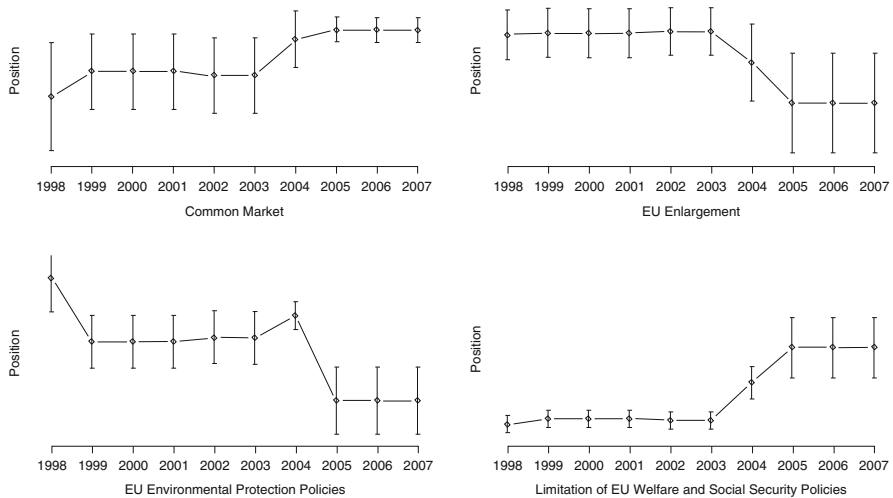 Position
1998 1999 2000 2001 2002 2003 2004 2005 2006 2007
Common Market
Position
1998 1999 2000 2001 2002 2003 2004 2005 2006 2007
EU Enlargement
Position
1998 1999 2000 2001 2002 2003 2004 2005 2006 2007
EU Environmental Protection Policies
Position
1998 1999 2000 2001 2002 2003 2004 2005 2006 2007
Limitation of EU Welfare and Social Security Policies